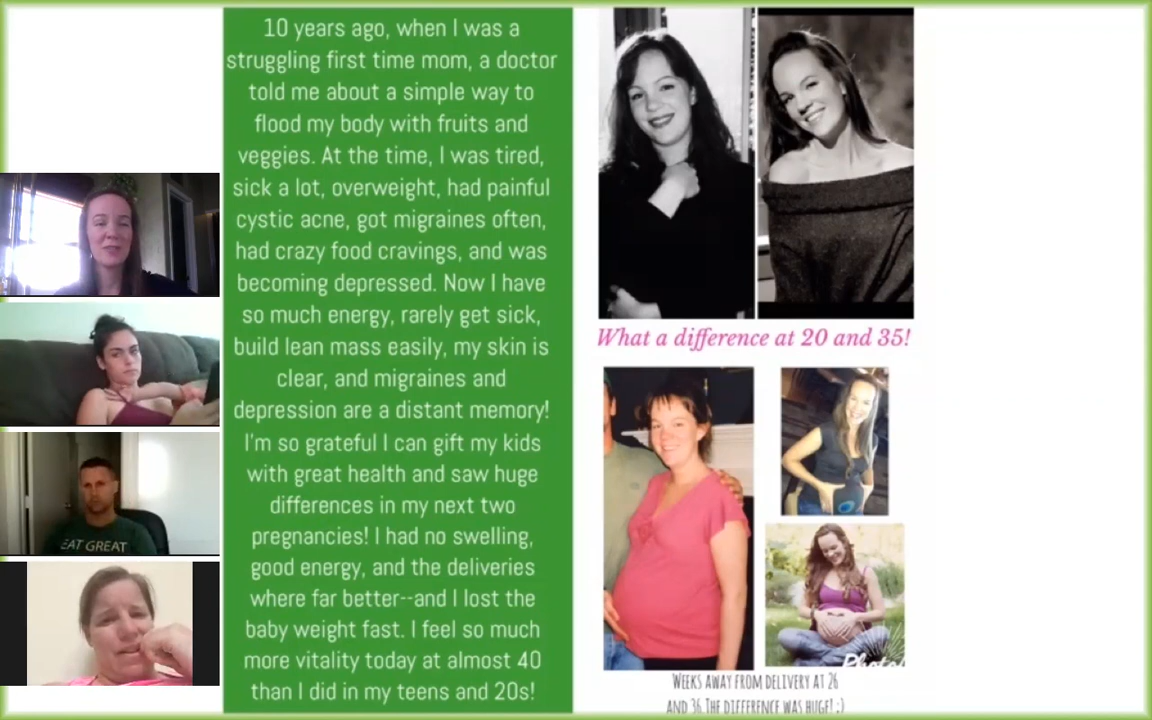 10 years ago, when I was a
struggling first time mom, a doctor
told me about a simple way to
flood my body with fruits and
veggies. At the time, I was tired,
sick a lot, overweight, had painful
cystic acne, got migraines often,
had crazy food cravings, and was
becoming depressed. Now I have
so much energy, rarely get sick,
build lean mass easily, my skin is
clear, and migraines and
depression are a distant memory!
I'm so grateful I can gift my kids
with great health and saw huge
differences in my next two
pregnancies! I had no swelling,
good energy, and the deliveries
where far better--and I lost the
baby weight fast. I feel so much
more vitality today at almost 40
than I did in my teens and 20s!
What a difference at 20 and 35!
WEEKS AWAY FROM DELIVERY AT 26
AND 36. THE DIFFERENCE WAS HUGE! :)
EAT GREAT